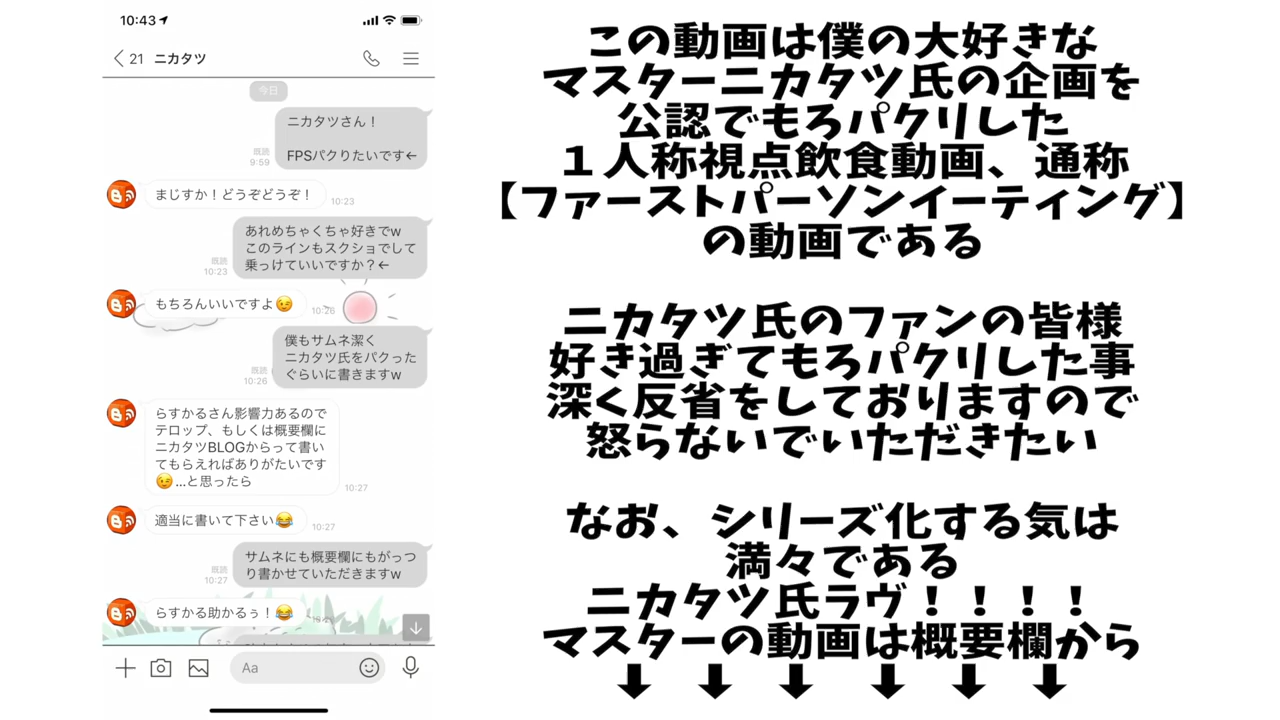 10:43
21 ニカタツ
今日
ニカタツさん！
FPSパクりたいです←
既読
9:59
まじすか！どうぞどうぞ！
10:23
あれめちゃくちゃ好きでw
このラインもスクショでして
乗っけていいですか？←
既読
10:23
もちろんいいですよ😉
10:26
僕もサムネ潔く
ニカタツ氏をパクった
ぐらいに書きますw
既読
10:26
らすかるさん影響力あるので
テロップ、もしくは概要欄に
ニカタツBLOGからって書い
てもらえればありがたいです
😉...と思ったら
10:27
適当に書いて下さい😂
10:27
サムネにも概要欄にもがっつ
り書かせていただきますw
既読
10:27
らすかる助かるぅ！😂
Aa
この動画は僕の大好きな
マスターニカタツ氏の企画を
公認でもろパクリした
１人称視点飲食動画、通称
【ファーストパーソンイーティング】
の動画である
ニカタツ氏のファンの皆様
好き過ぎてもろパクリした事
深く反省をしておりますので
怒らないでいただきたい
なお、シリーズ化する気は
満々である
ニカタツ氏ラヴ！！！！
マスターの動画は概要欄から
⬇⬇⬇⬇⬇⬇